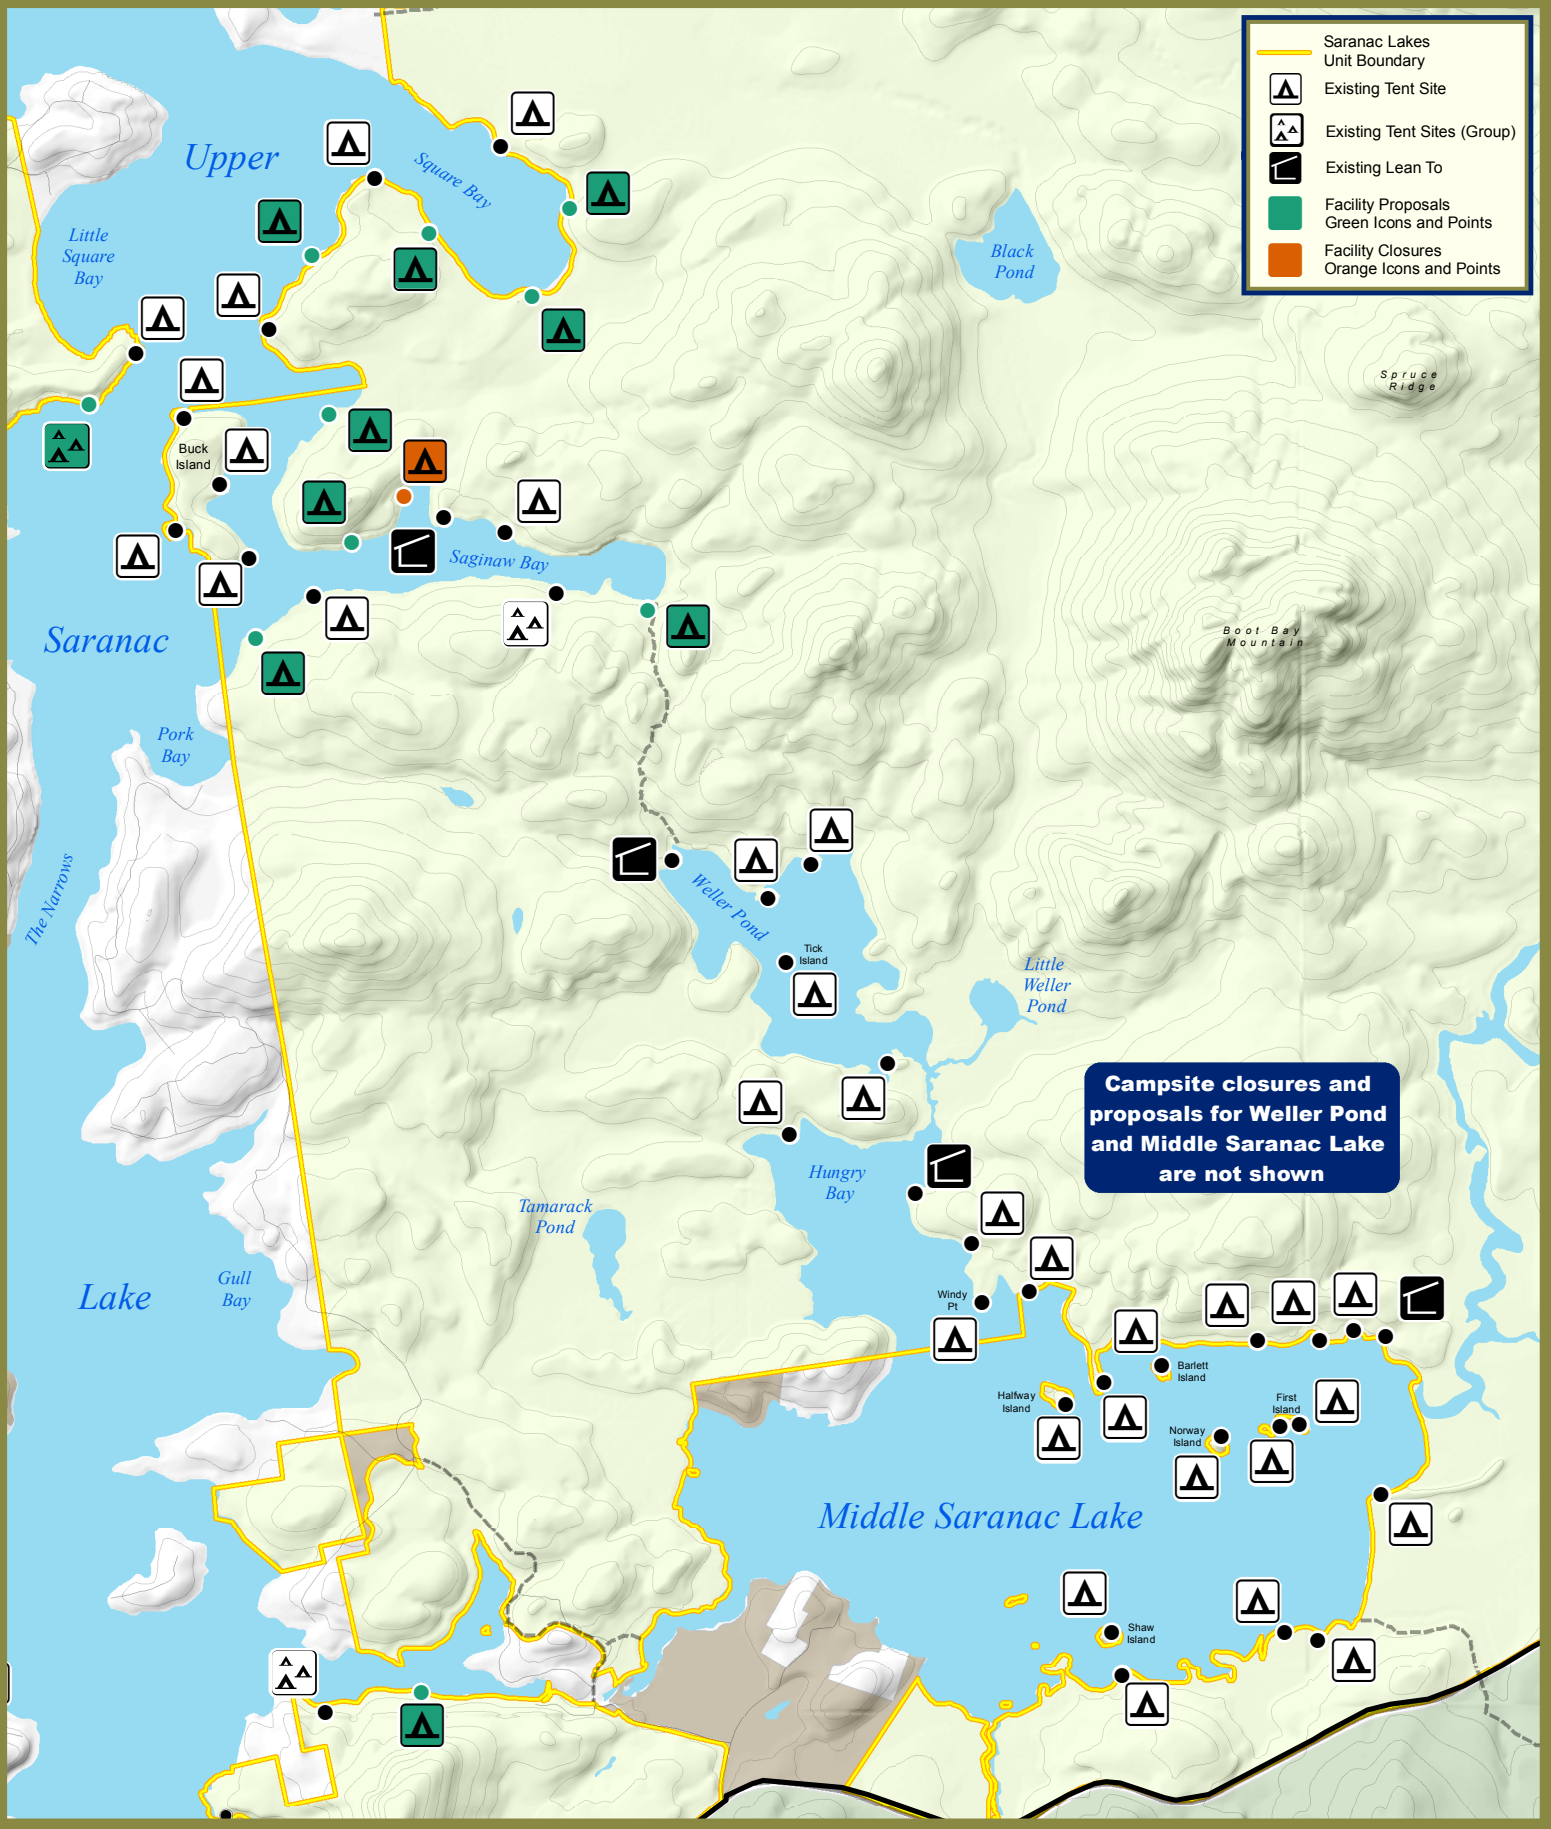 Saranac Lakes
Unit Boundary
Existing Tent Site
Existing Tent Sites (Group)
Existing Lean To
Facility Proposals
Green Icons and Points
Facility Closures
Orange Icons and Points
Upper
Square Bay
Little
Square
Bay
Black
Pond
Spruce
Ridge
Buck
Island
Saginaw Bay
Saranac
Boot Bay
Mountain
Pork
Bay
The Narrows
Weller Pond
Tick
Island
Little
Weller
Pond
Campsite closures and
proposals for Weller Pond
and Middle Saranac Lake
are not shown
Hungry
Bay
Tamarack
Pond
Lake
Gull
Bay
Windy
Pt
Barlett
Island
Halfway
Island
First
Island
Norway
Island
Middle Saranac Lake
Shaw
Island